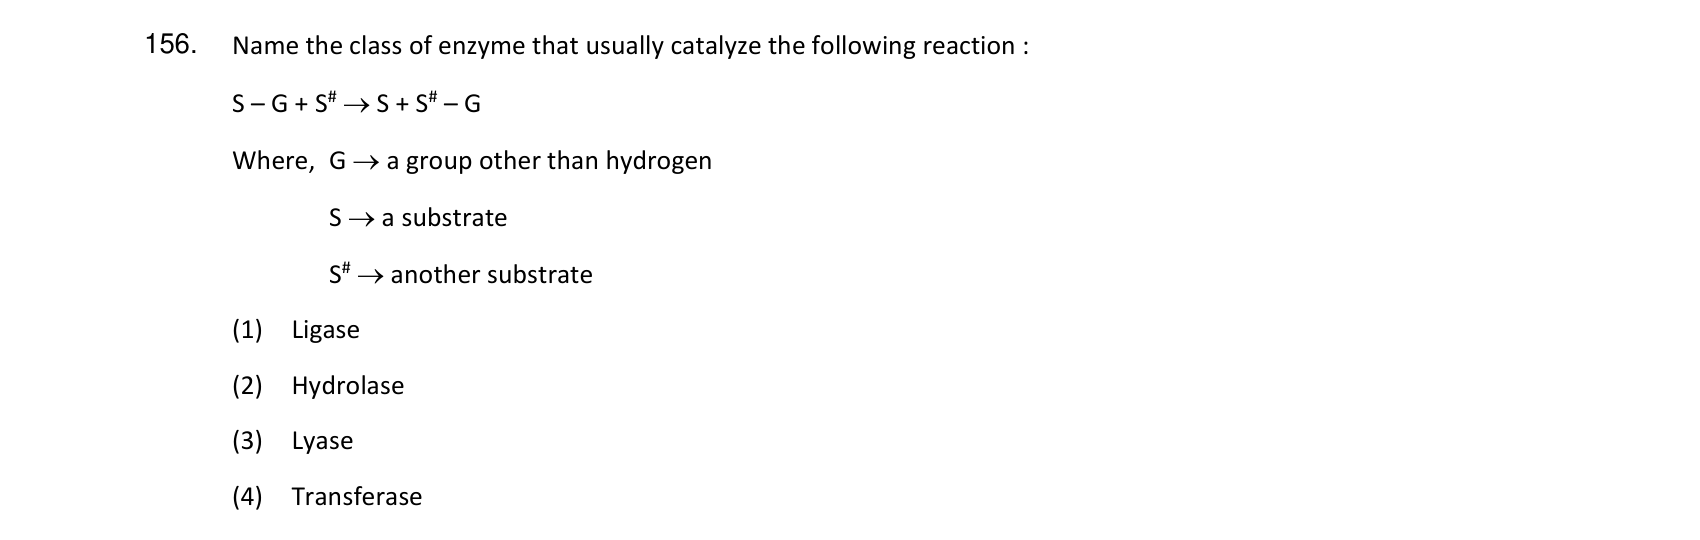 156. Name the class of enzyme that usually catalyze the following reaction :
S – G + S# → S + S# – G
Where, G → a group other than hydrogen
S → a substrate
S# → another substrate
(1) Ligase
(2) Hydrolase
(3) Lyase
(4) Transferase